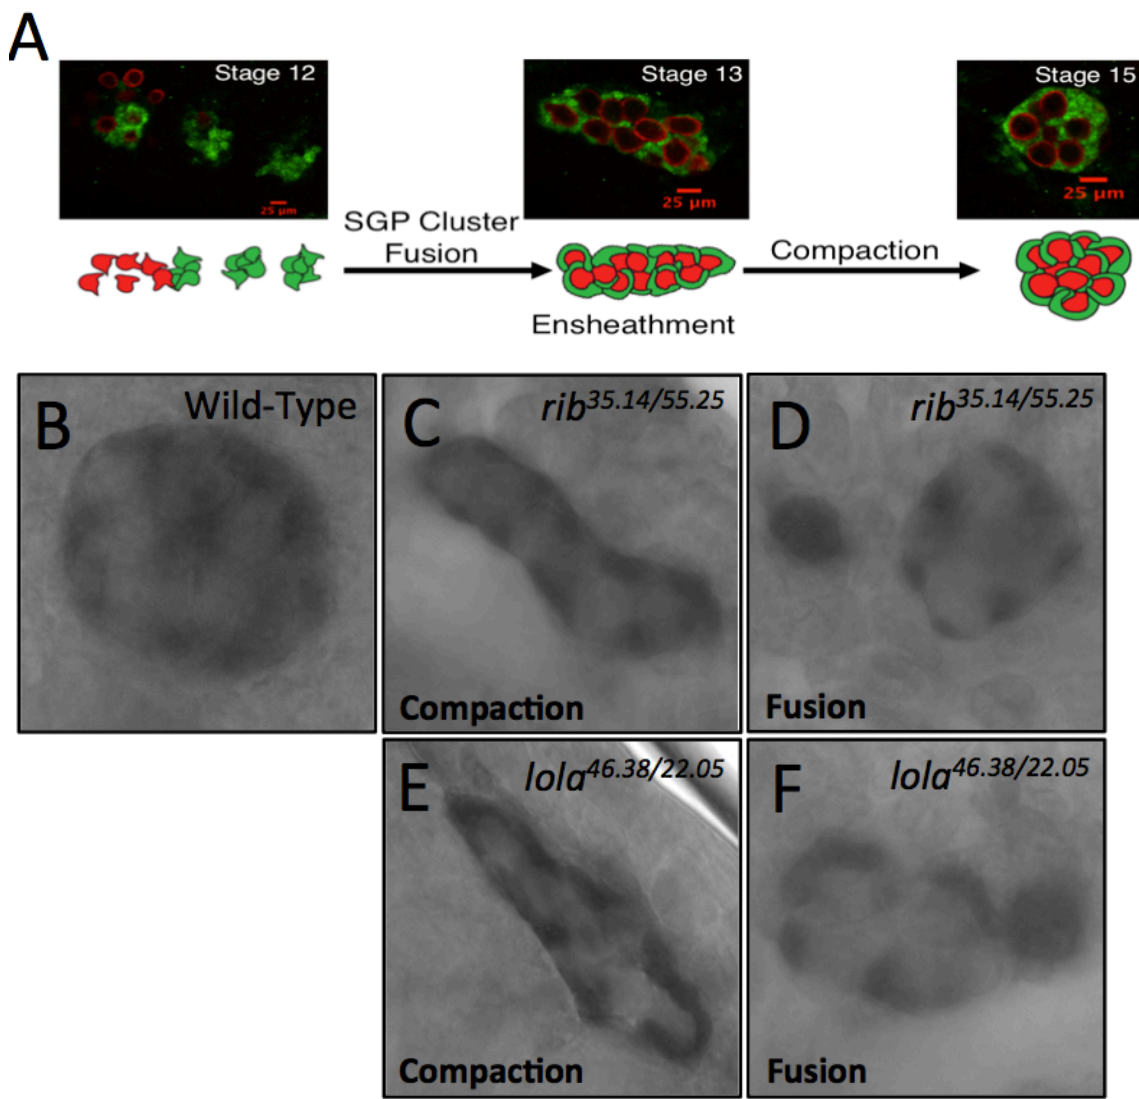 A
Stage 12
25 µm
Stage 13
25 µm
Stage 15
25 µm
SGP Cluster
Fusion
Ensheathment
Compaction
B
Wild-Type
C
rib35.14/55.25
Compaction
D
rib35.14/55.25
Fusion
E
lola46.38/22.05
Compaction
F
lola46.38/22.05
Fusion